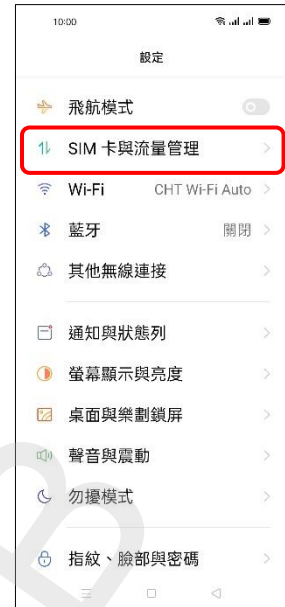 10:00
設定
飛航模式
SIM 卡與流量管理
Wi-Fi CHT Wi-Fi Auto
藍牙 關閉
其他無線連接
通知與狀態列
螢幕顯示與亮度
桌面與樂劃鎖屏
聲音與震動
勿擾模式
指紋、臉部與密碼